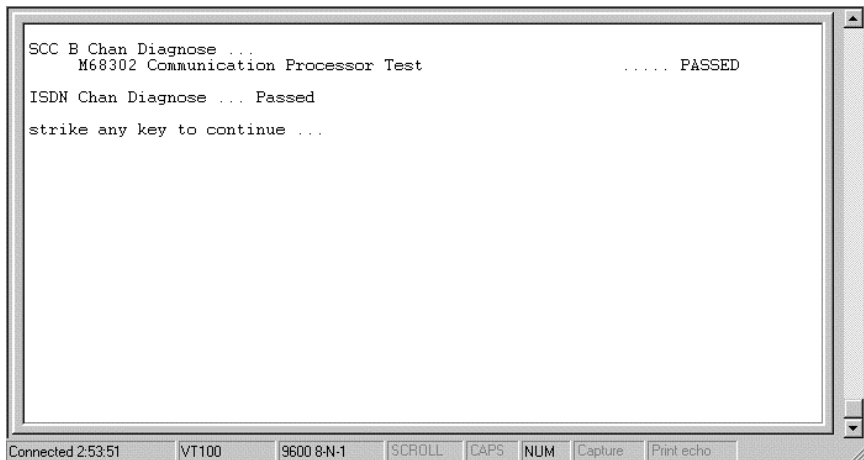 SCC B Chan Diagnose ...
M68302 Communication Processor Test ..... PASSED
ISDN Chan Diagnose ... Passed
strike any key to continue ...
Connected 2:53:51 VT100 9600 8-N-1 SCROLL CAPS NUM Capture Print echo